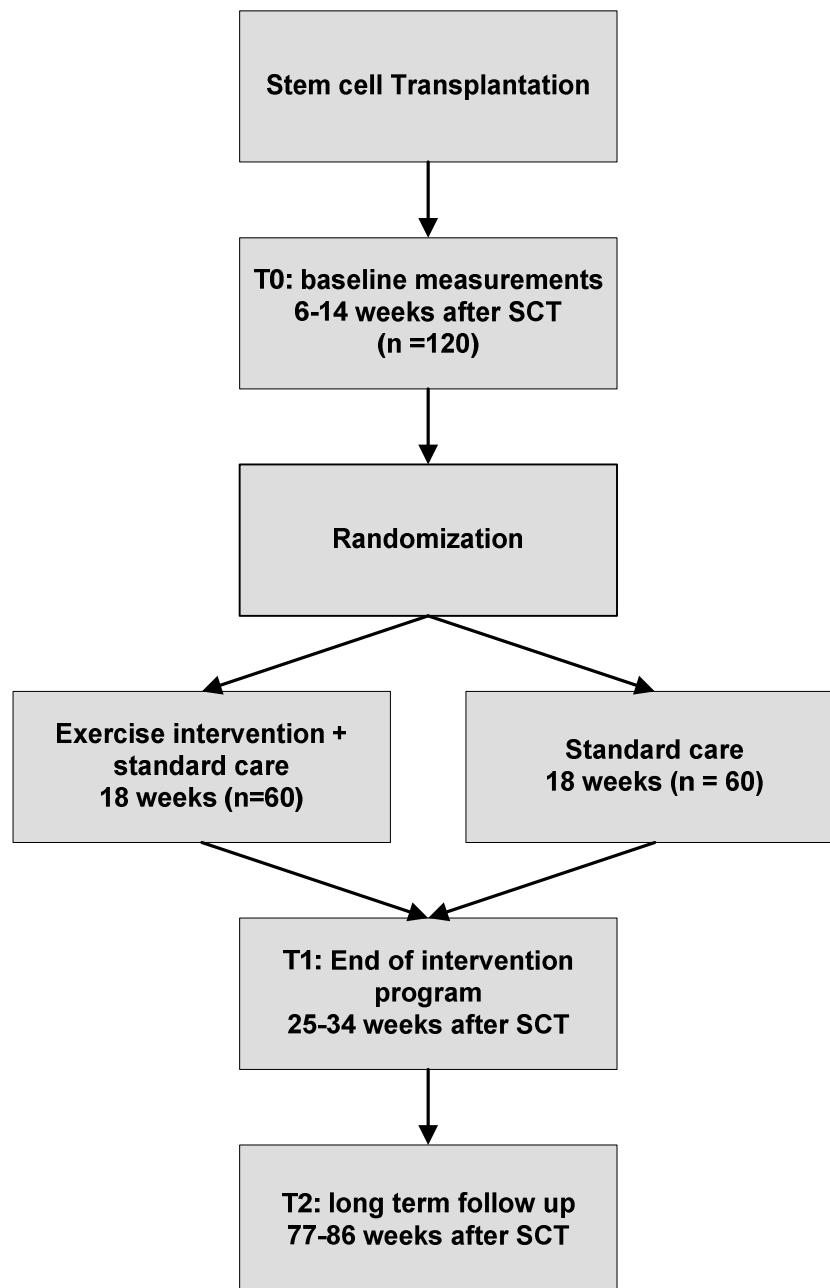 Stem cell Transplantation
T0: baseline measurements
6-14 weeks after SCT
(n =120)
Randomization
Exercise intervention +
standard care
18 weeks (n=60)
Standard care
18 weeks (n = 60)
T1: End of intervention
program
25-34 weeks after SCT
T2: long term follow up
77-86 weeks after SCT